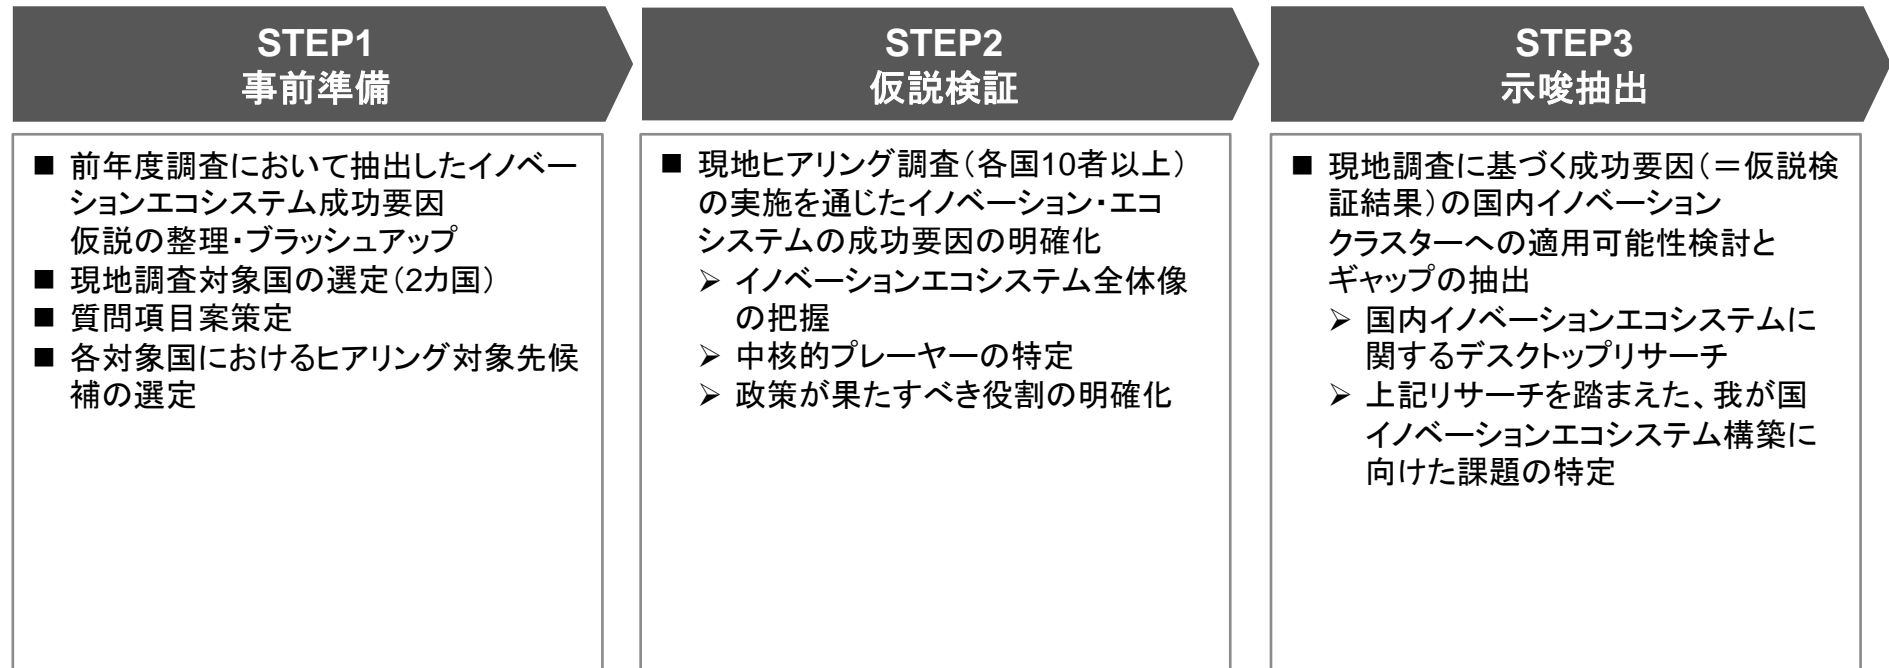 STEP1
事前準備
■ 前年度調査において抽出したイノベー
ションエコシステム成功要因
仮説の整理・ブラッシュアップ
■ 現地調査対象国の選定(2カ国)
■ 質問項目案策定
■ 各対象国におけるヒアリング対象先候
補の選定
STEP2
仮説検証
■ 現地ヒアリング調査(各国10者以上)
の実施を通じたイノベーション・エコ
システムの成功要因の明確化
➢ イノベーションエコシステム全体像
の把握
➢ 中核的プレーヤーの特定
➢ 政策が果たすべき役割の明確化
STEP3
示唆抽出
■ 現地調査に基づく成功要因(=仮説検
証結果)の国内イノベーション
クラスターへの適用可能性検討と
ギャップの抽出
➢ 国内イノベーションエコシステムに
関するデスクトップリサーチ
➢ 上記リサーチを踏まえた、我が国
イノベーションエコシステム構築に
向けた課題の特定